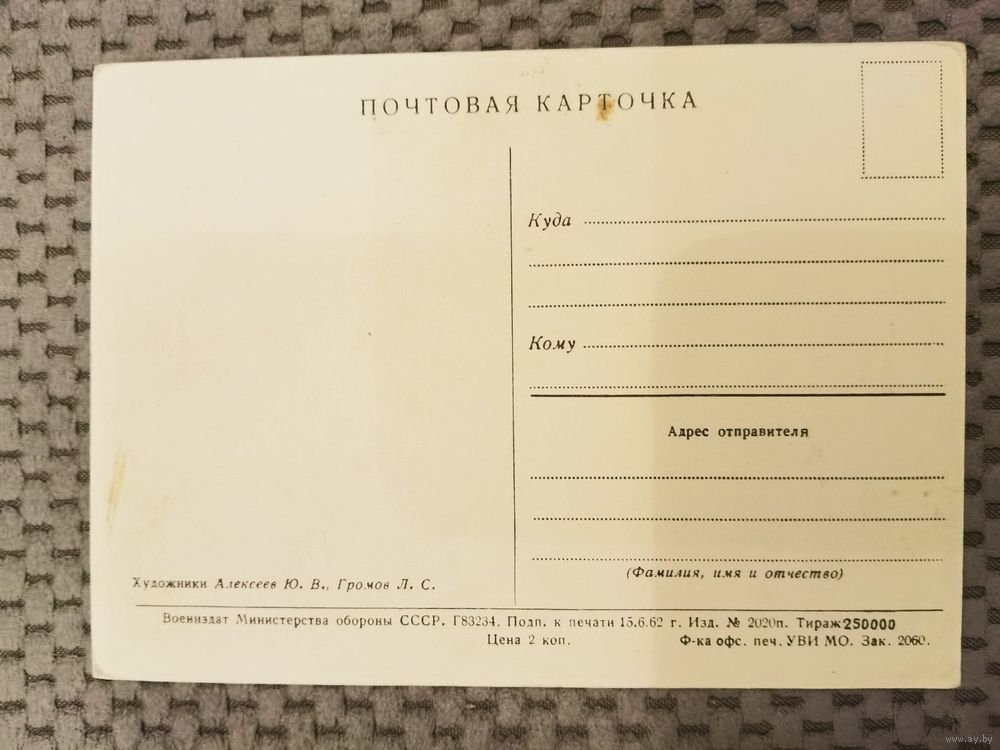 ПОЧТОВАЯ КАРТОЧКА
Куда
Кому
Адрес отправителя
(Фамилия, имя и отчество)
Художники Алексеев Ю. В., Громов Л. С.
Воениздат Министерства обороны СССР. Г83234. Подп. к печати 15.6.62 г. Изд. № 2020п. Тираж 250000
Цена 2 коп. Ф-ка офс. печ. УВИ МО. Зак. 2060.
www.ay.by